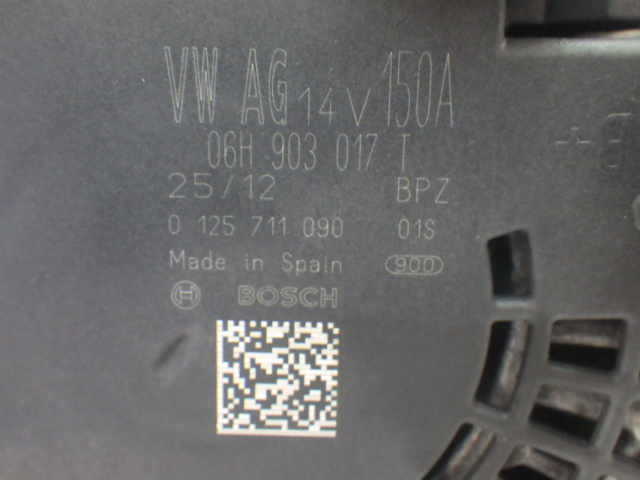 VW AG 14V 150A
06H 903 017 T
25/12 BPZ
0 125 711 090 01S
Made in Spain 900
BOSCH
B+